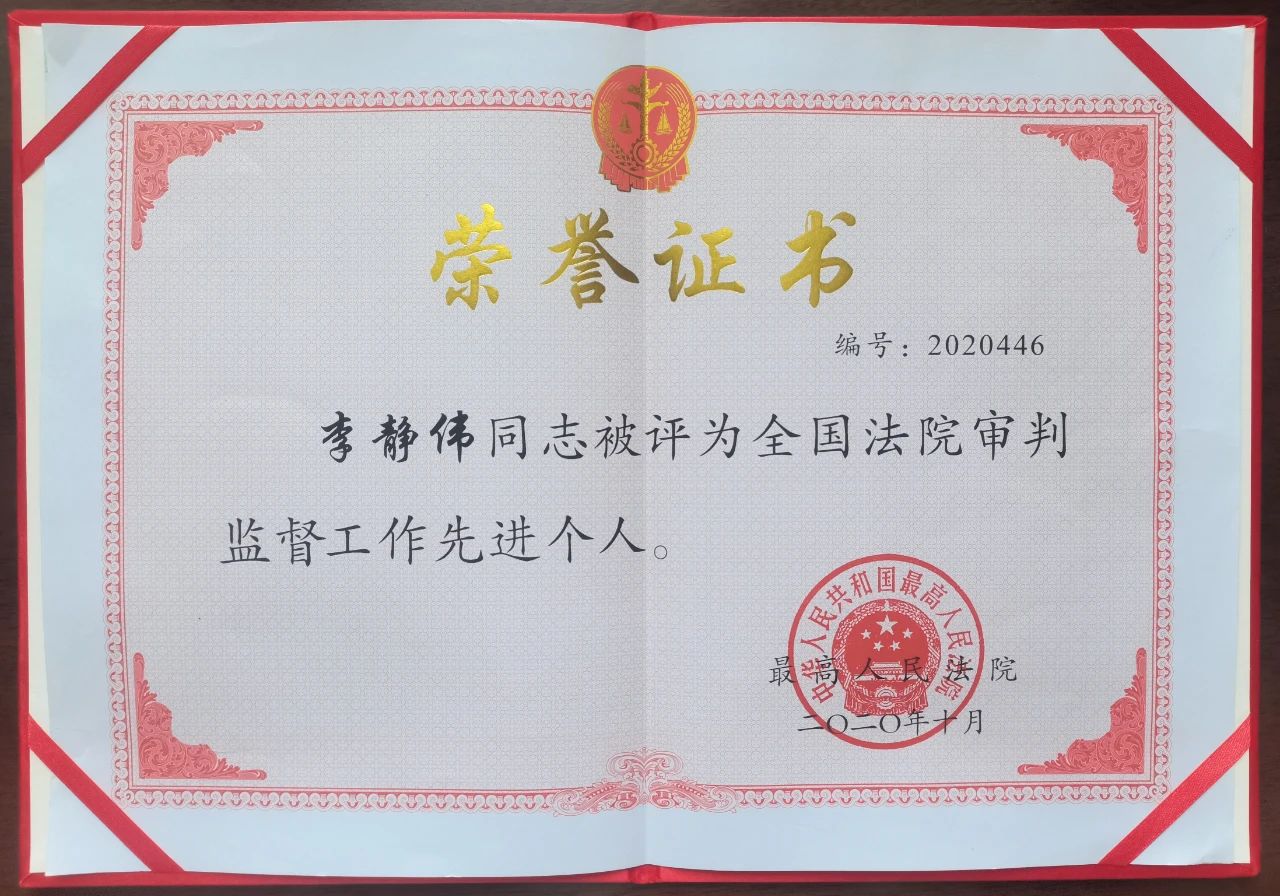 荣誉证书
编号：2020446
李静伟同志被评为全国法院审判
监督工作先进个人。
中华人民共和国最高人民法院
最高人民法院
二〇二〇年十月